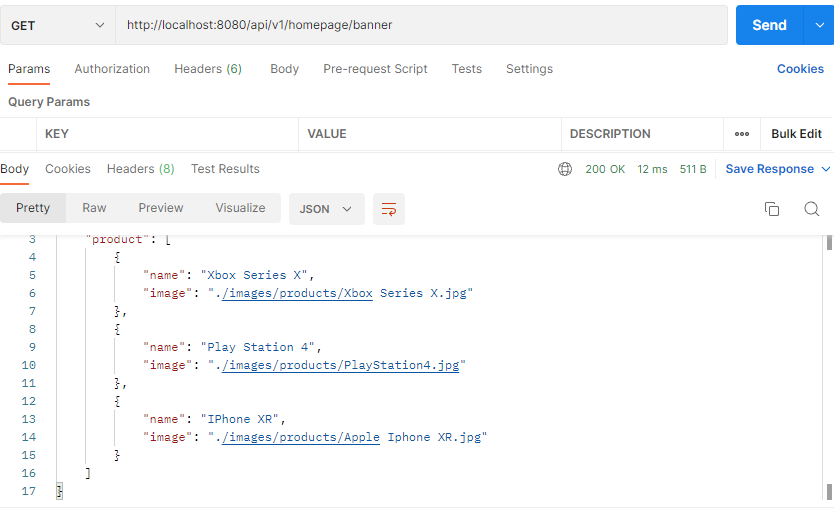 GET http://localhost:8080/api/v1/homepage/banner Send
Params Authorization Headers (6) Body Pre-request Script Tests Settings Cookies
Query Params
KEY VALUE DESCRIPTION ••• Bulk Edit
Body Cookies Headers (8) Test Results 200 OK 12 ms 511 B Save Response
Pretty Raw Preview Visualize JSON
3 "product": [
4 {
5 "name": "Xbox Series X",
6 "image": "./images/products/Xbox Series X.jpg"
7 },
8 {
9 "name": "Play Station 4",
10 "image": "./images/products/PlayStation4.jpg"
11 },
12 {
13 "name": "IPhone XR",
14 "image": "./images/products/Apple Iphone XR.jpg"
15 }
16 ]
17 }